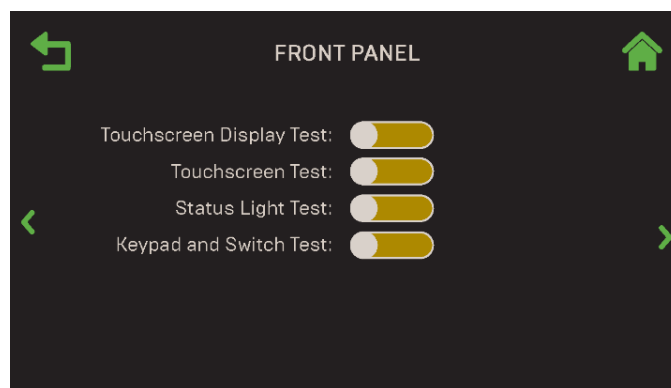 FRONT PANEL
Touchscreen Display Test:
Touchscreen Test:
Status Light Test:
Keypad and Switch Test: